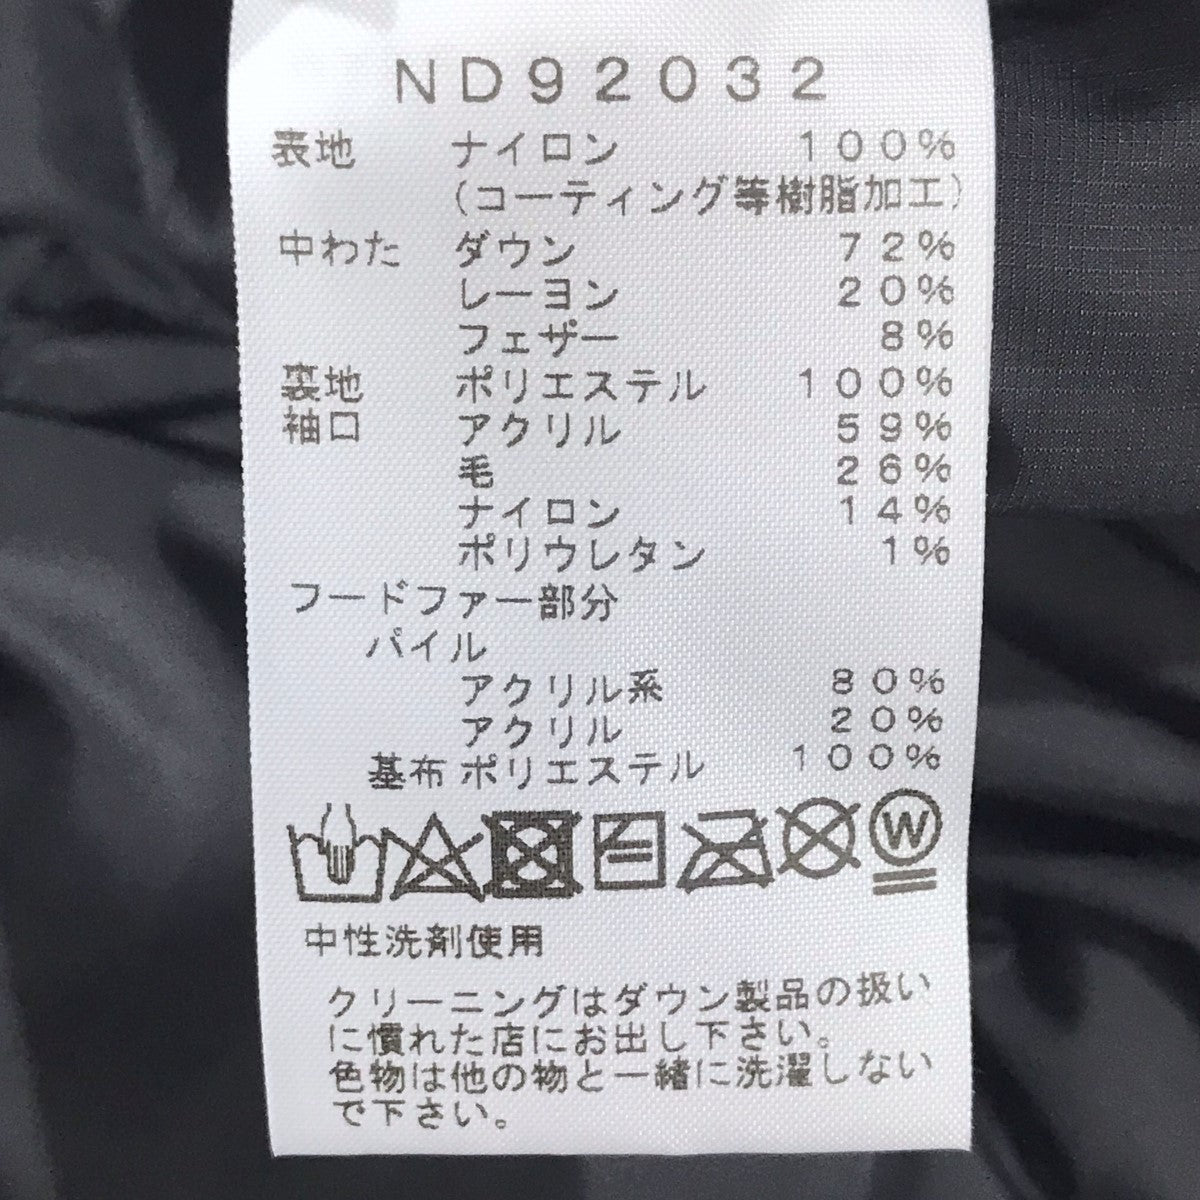 ND92032
表地 ナイロン 100%
(コーティング等樹脂加工)
中わた ダウン 72%
レーヨン 20%
フェザー 8%
裏地 ポリエステル 100%
袖口 アクリル 59%
毛 26%
ナイロン 14%
ポリウレタン 1%
フードファー部分
パイル
アクリル系 80%
アクリル 20%
基布 ポリエステル 100%
W
中性洗剤使用
クリーニングはダウン製品の扱い
に慣れた店にお出し下さい。
色物は他の物と一緒に洗濯しない
で下さい。